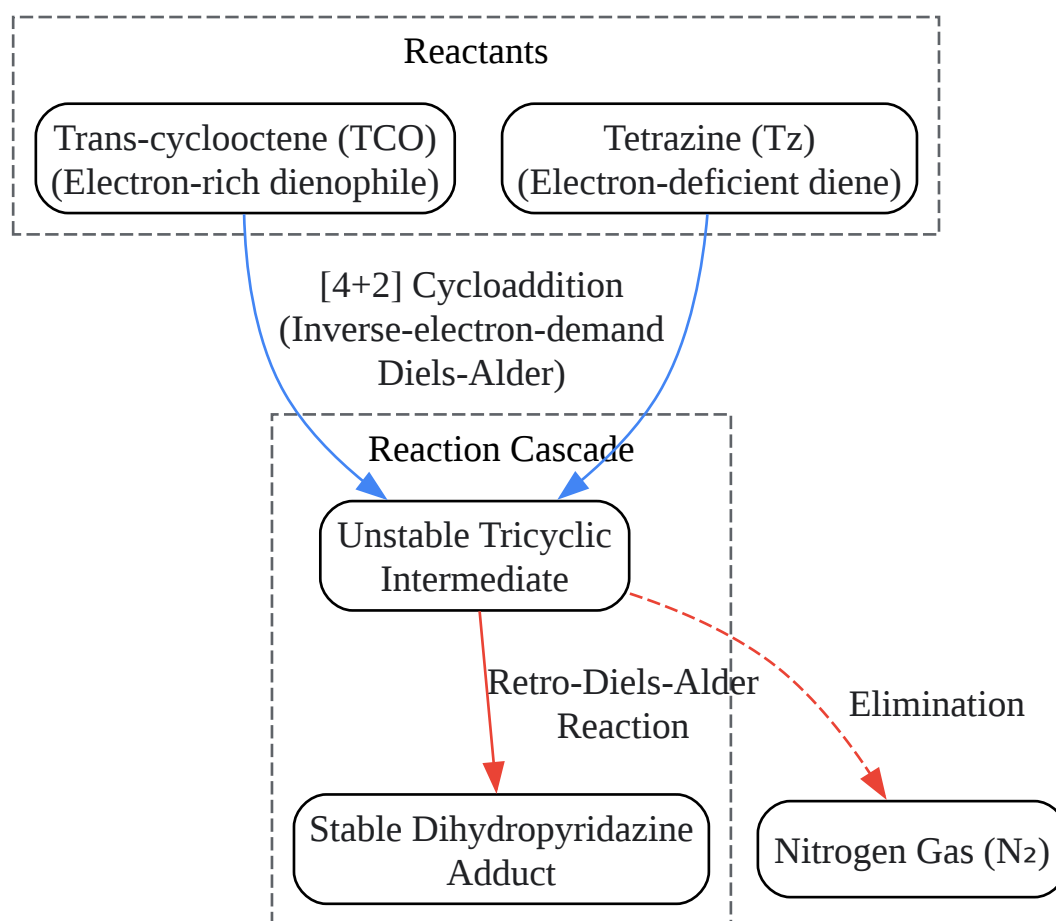 Reactants
Trans-cyclooctene (TCO)
(Electron-rich dienophile)
Tetrazine (Tz)
(Electron-deficient diene)
[4+2] Cycloaddition
(Inverse-electron-demand
Diels-Alder)
Reaction Cascade
Unstable Tricyclic
Intermediate
Retro-Diels-Alder
Reaction
Elimination
Stable Dihydropyridazine
Adduct
Nitrogen Gas (N₂)